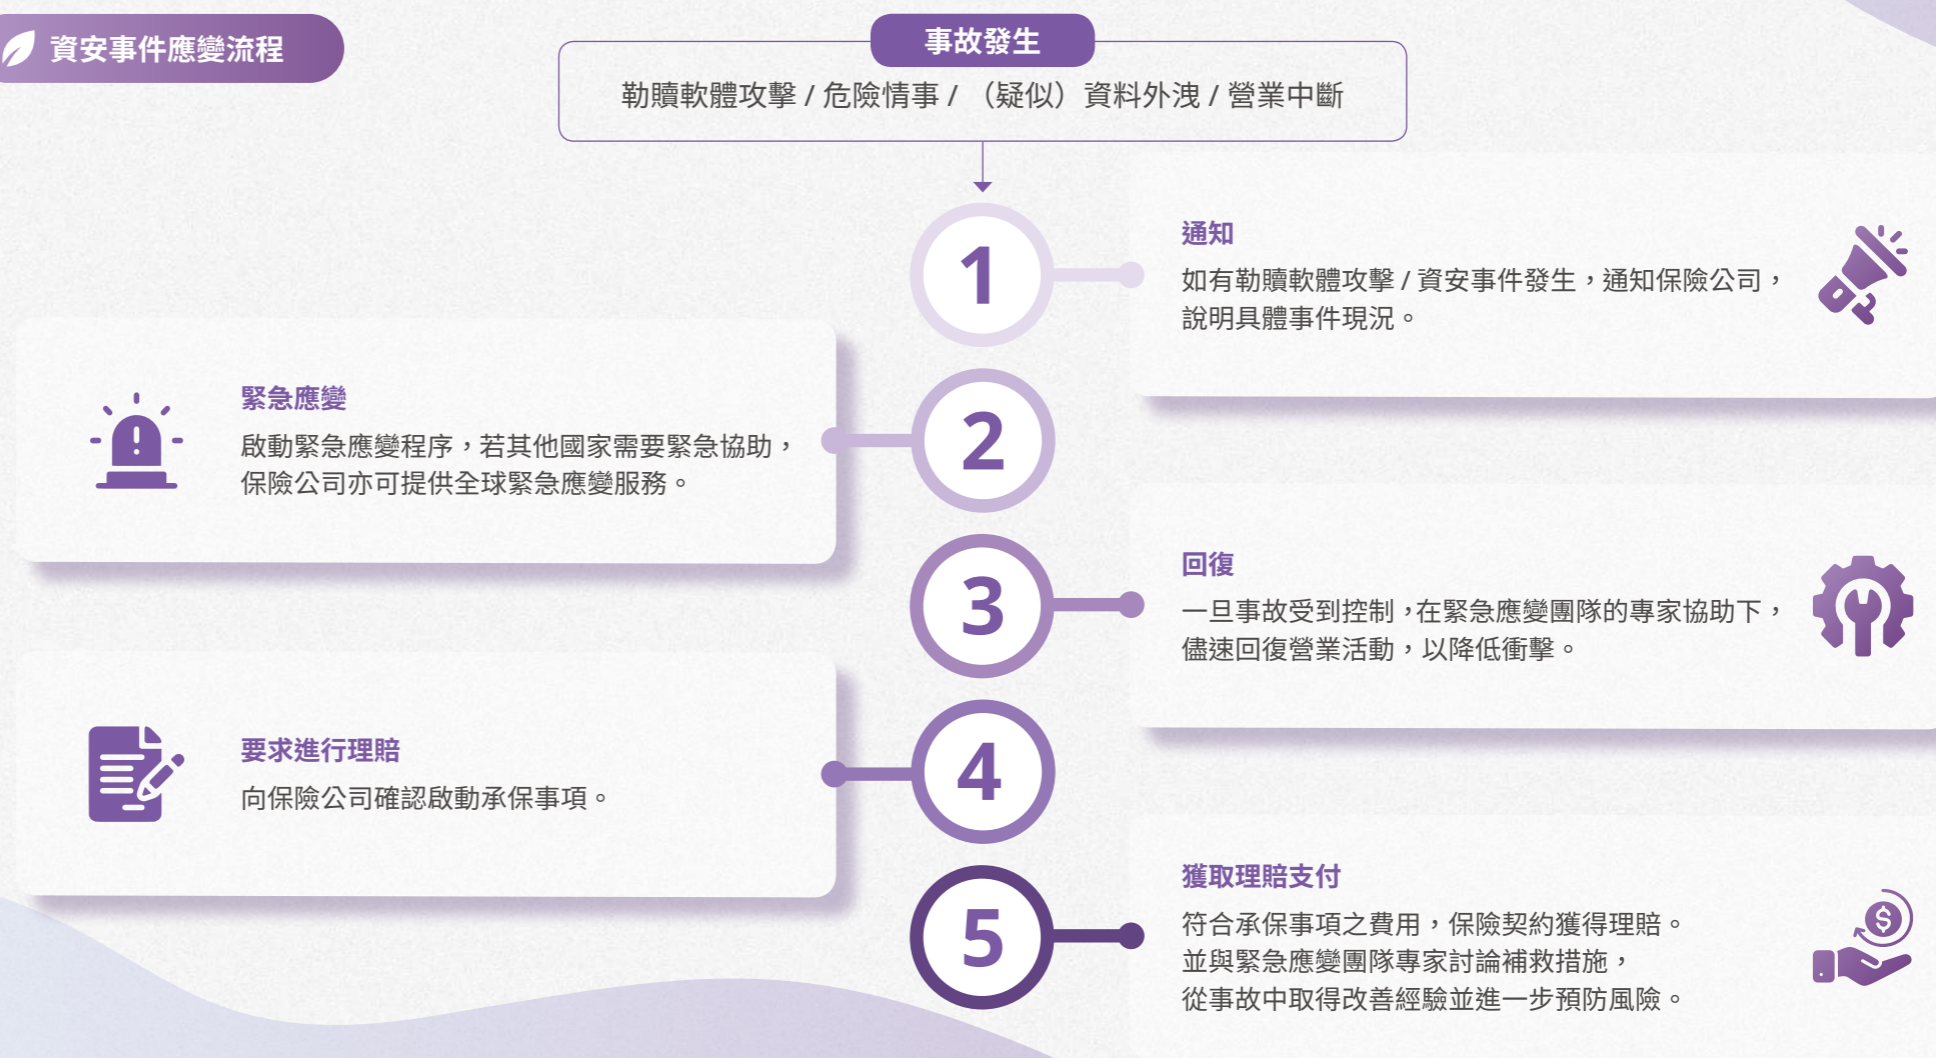 資安事件應變流程
事故發生
勒贖軟體攻擊 / 危險情事 / （疑似）資料外洩 / 營業中斷
1
通知
如有勒贖軟體攻擊 / 資安事件發生，通知保險公司，
說明具體事件現況。
2
緊急應變
啟動緊急應變程序，若其他國家需要緊急協助，
保險公司亦可提供全球緊急應變服務。
3
回復
一旦事故受到控制，在緊急應變團隊的專家協助下，
儘速回復營業活動，以降低衝擊。
4
要求進行理賠
向保險公司確認啟動承保事項。
5
獲取理賠支付
符合承保事項之費用，保險契約獲得理賠。
並與緊急應變團隊專家討論補救措施，
從事故中取得改善經驗並進一步預防風險。
$